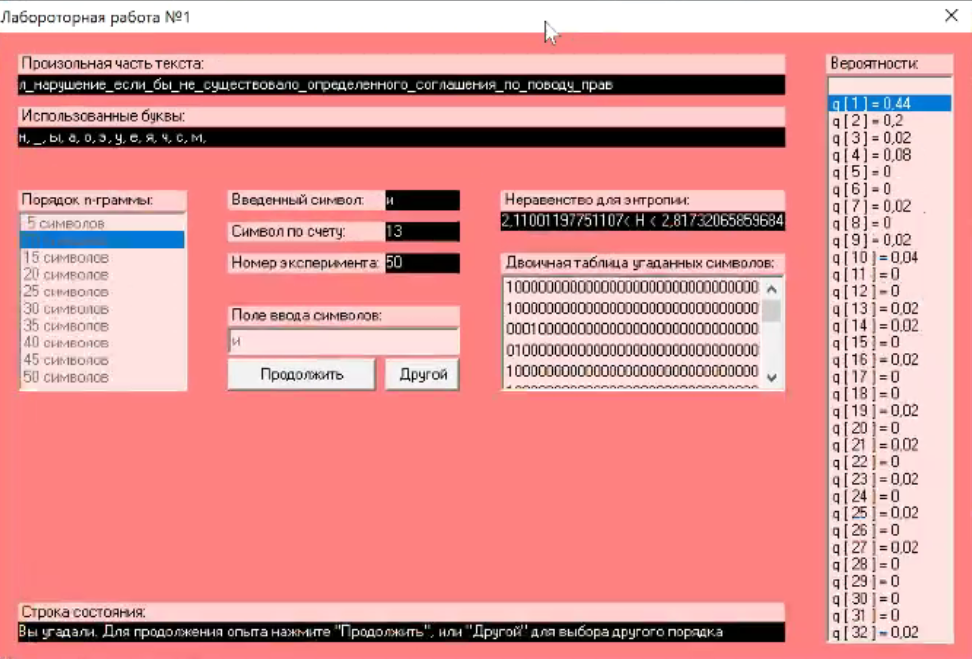 Лабороторная работа №1
Произольная часть текста:
л_нарушение_если_бы_не_существовало_определенного_соглашения_по_поводу_прав
Использованные буквы:
н, _, ы, а, о, э, у, е, я, ч, с, м,
Порядок n-граммы:
5 символов
15 символов
20 символов
25 символов
30 символов
35 символов
40 символов
45 символов
50 символов
Введенный символ: и
Символ по счету: 13
Номер эксперимента: 50
Поле ввода символов:
и
Продолжить
Другой
Неравенство для энтропии:
2,11001197751107< H < 2,81732065859684
Двоичная таблица угаданных символов:
10000000000000000000000000000000
10000000000000000000000000000000
00010000000000000000000000000000
01000000000000000000000000000000
10000000000000000000000000000000
Вероятности:
q [ 1 ] = 0,44
q [ 2 ] = 0,2
q [ 3 ] = 0,02
q [ 4 ] = 0,08
q [ 5 ] = 0
q [ 6 ] = 0
q [ 7 ] = 0,02
q [ 8 ] = 0
q [ 9 ] = 0,02
q [ 10 ] = 0,04
q [ 11 ] = 0
q [ 12 ] = 0
q [ 13 ] = 0,02
q [ 14 ] = 0,02
q [ 15 ] = 0
q [ 16 ] = 0,02
q [ 17 ] = 0
q [ 18 ] = 0
q [ 19 ] = 0,02
q [ 20 ] = 0
q [ 21 ] = 0,02
q [ 22 ] = 0
q [ 23 ] = 0,02
q [ 24 ] = 0
q [ 25 ] = 0,02
q [ 26 ] = 0
q [ 27 ] = 0,02
q [ 28 ] = 0
q [ 29 ] = 0
q [ 30 ] = 0
q [ 31 ] = 0
q [ 32 ] = 0,02
Строка состояния:
Вы угадали. Для продолжения опыта нажмите "Продолжить", или "Другой" для выбора другого порядка